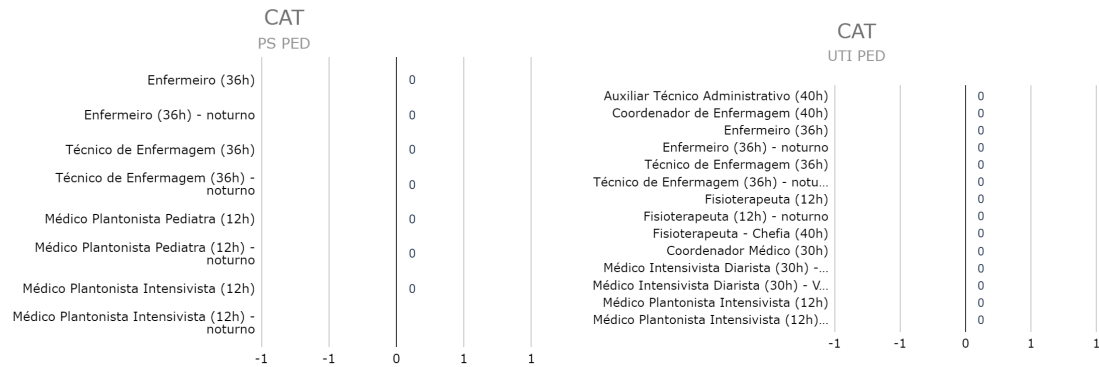 CAT
PS PED
Enfermeiro (36h)
0
Enfermeiro (36h) - noturno
0
Técnico de Enfermagem (36h)
0
Técnico de Enfermagem (36h) -
noturno
0
Médico Plantonista Pediatra (12h)
0
Médico Plantonista Pediatra (12h) -
noturno
0
Médico Plantonista Intensivista (12h)
0
Médico Plantonista Intensivista (12h) -
noturno
-1 -1 0 1 1
CAT
UTI PED
Auxiliar Técnico Administrativo (40h)
0
Coordenador de Enfermagem (40h)
0
Enfermeiro (36h)
0
Enfermeiro (36h) - noturno
0
Técnico de Enfermagem (36h)
0
Técnico de Enfermagem (36h) - notu...
0
Fisioterapeuta (12h)
0
Fisioterapeuta (12h) - noturno
0
Fisioterapeuta - Chefia (40h)
0
Coordenador Médico (30h)
0
Médico Intensivista Diarista (30h) -...
0
Médico Intensivista Diarista (30h) - V...
0
Médico Plantonista Intensivista (12h)
0
Médico Plantonista Intensivista (12h)...
0
-1 -1 0 1 1